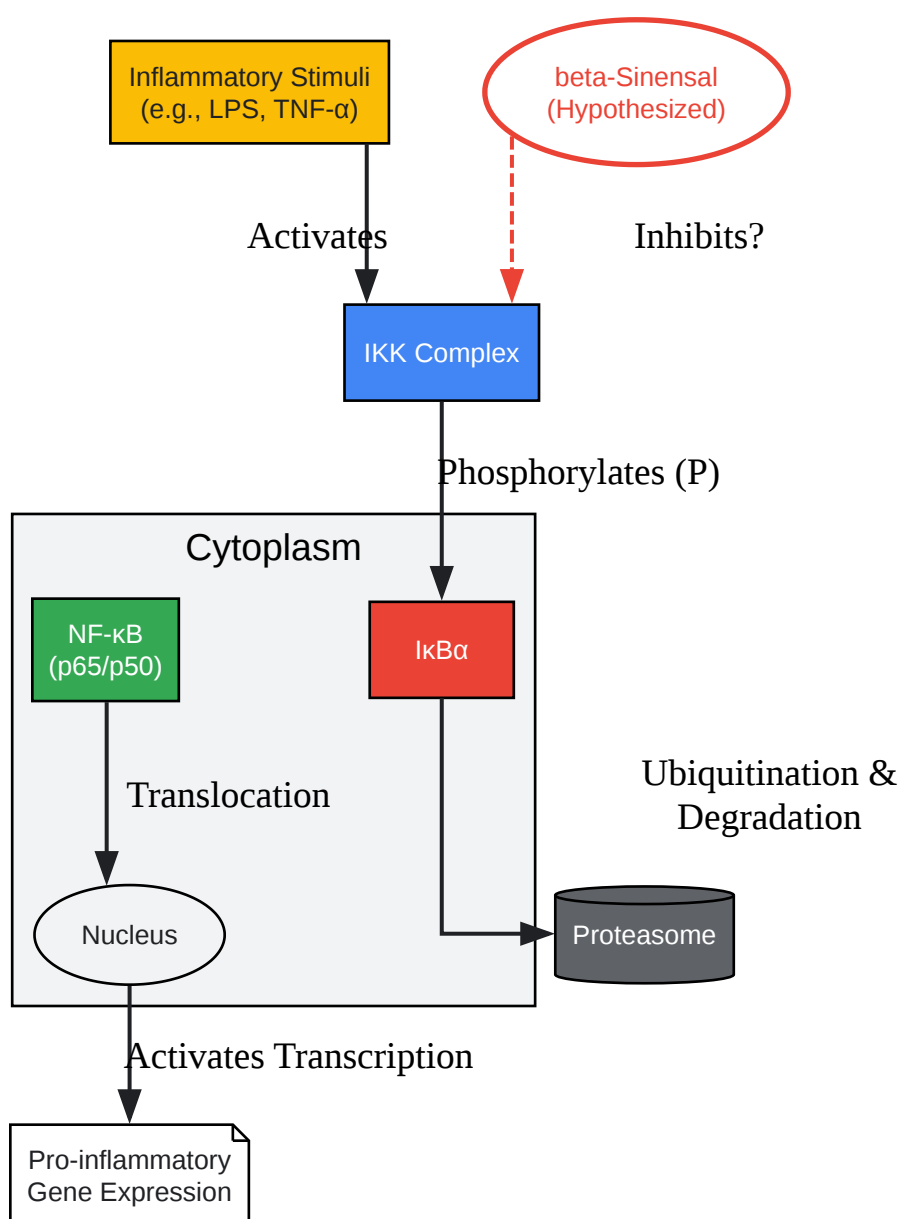 Inflammatory Stimuli
(e.g., LPS, TNF-α)
beta-Sinensal
(Hypothesized)
Activates
Inhibits?
IKK Complex
Phosphorylates (P)
Cytoplasm
NF-κB
(p65/p50)
IκBα
Translocation
Ubiquitination &
Degradation
Nucleus
Proteasome
Activates Transcription
Pro-inflammatory
Gene Expression